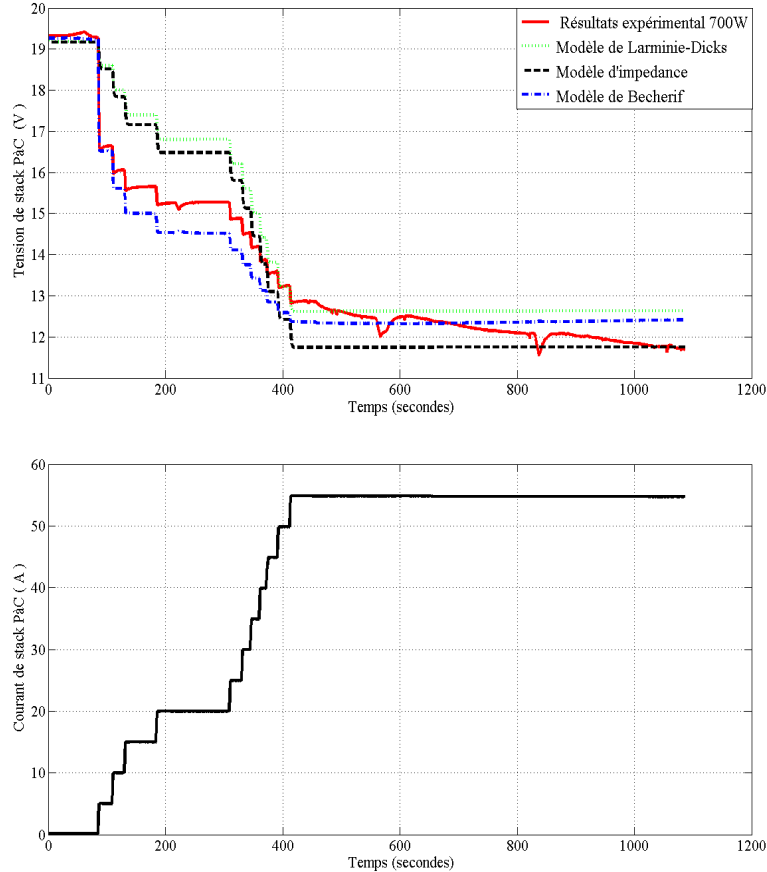 20
19
18
17
16
15
14
13
12
11
Tension de stack PàC (V)
Résultats expérimental 700W
Modèle de Larminie-Dicks
Modèle d'impedance
Modèle de Becherif
0 200 400 600 800 1000 1200
Temps (secondes)
60
50
40
30
20
10
0
Courant de stack PàC ( A )
0 200 400 600 800 1000 1200
Temps (secondes)